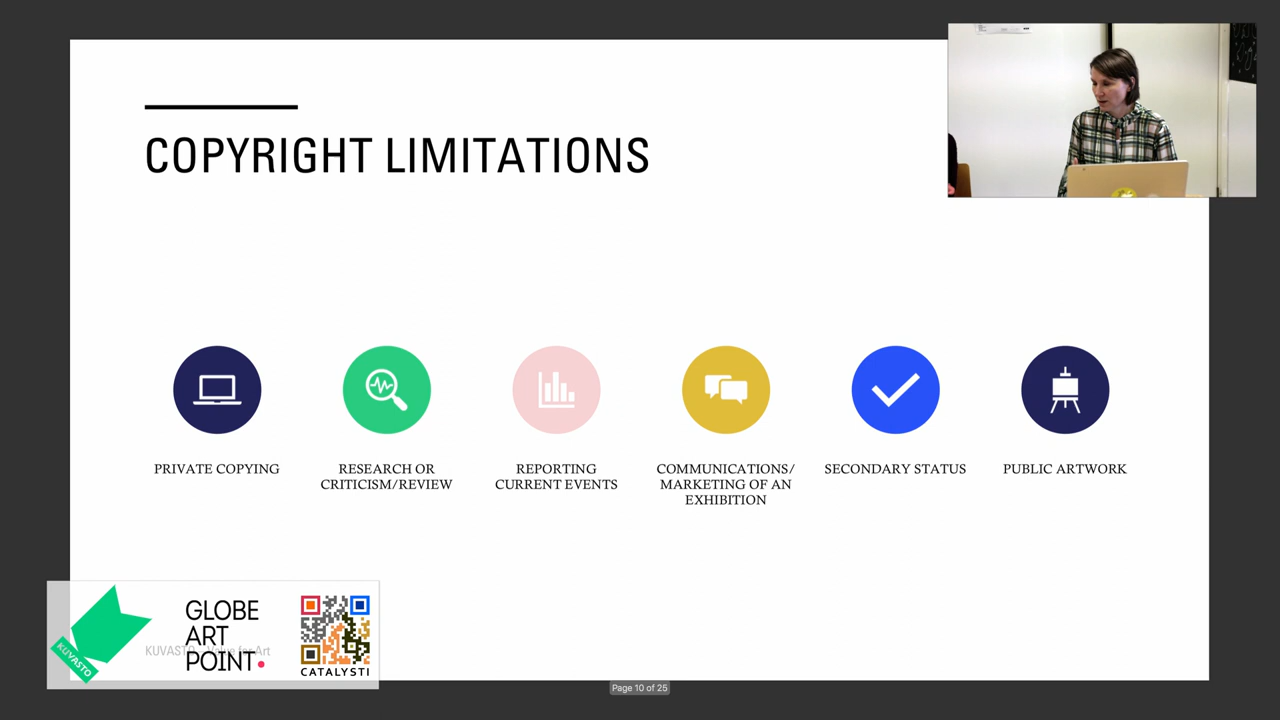 COPYRIGHT LIMITATIONS
PRIVATE COPYING
RESEARCH OR
CRITICISM/REVIEW
REPORTING
CURRENT EVENTS
COMMUNICATIONS/
MARKETING OF AN
EXHIBITION
SECONDARY STATUS
PUBLIC ARTWORK
KUVASTO
GLOBE
ART
POINT
CATALYSTI
Page 10 of 25